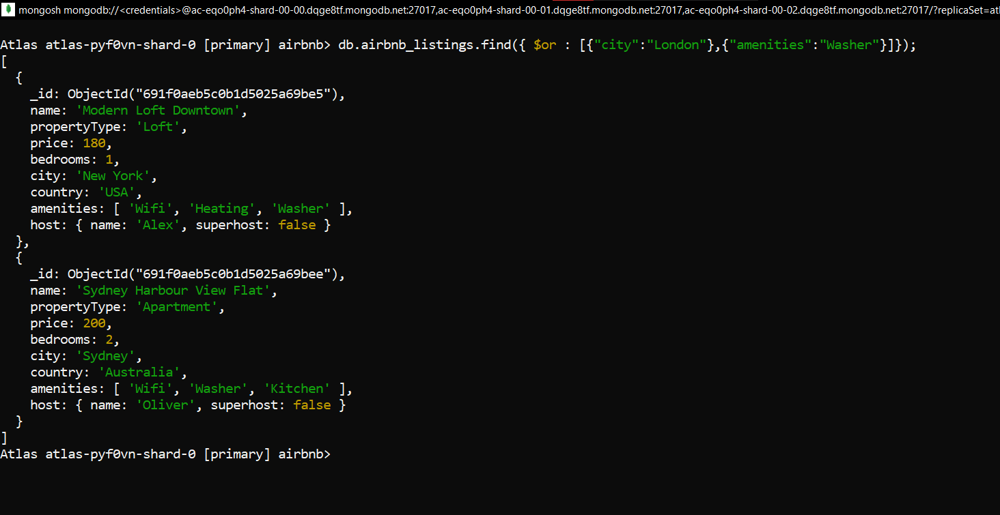 mongosh mongodb://<credentials>@ac-eqo0ph4-shard-00-00.dqge8tf.mongodb.net:27017,ac-eqo0ph4-shard-00-01.dqge8tf.mongodb.net:27017,ac-eqo0ph4-shard-00-02.dqge8tf.mongodb.net:27017/?replicaSet=atl
Atlas atlas-pyf0vn-shard-0 [primary] airbnb> db.airbnb_listings.find({ $or : [{"city":"London"},{"amenities":"Washer"}]});
[
  {
    _id: ObjectId("691f0aeb5c0b1d5025a69be5"),
    name: 'Modern Loft Downtown',
    propertyType: 'Loft',
    price: 180,
    bedrooms: 1,
    city: 'New York',
    country: 'USA',
    amenities: [ 'Wifi', 'Heating', 'Washer' ],
    host: { name: 'Alex', superhost: false }
  },
  {
    _id: ObjectId("691f0aeb5c0b1d5025a69bee"),
    name: 'Sydney Harbour View Flat',
    propertyType: 'Apartment',
    price: 200,
    bedrooms: 2,
    city: 'Sydney',
    country: 'Australia',
    amenities: [ 'Wifi', 'Washer', 'Kitchen' ],
    host: { name: 'Oliver', superhost: false }
  }
]
Atlas atlas-pyf0vn-shard-0 [primary] airbnb>